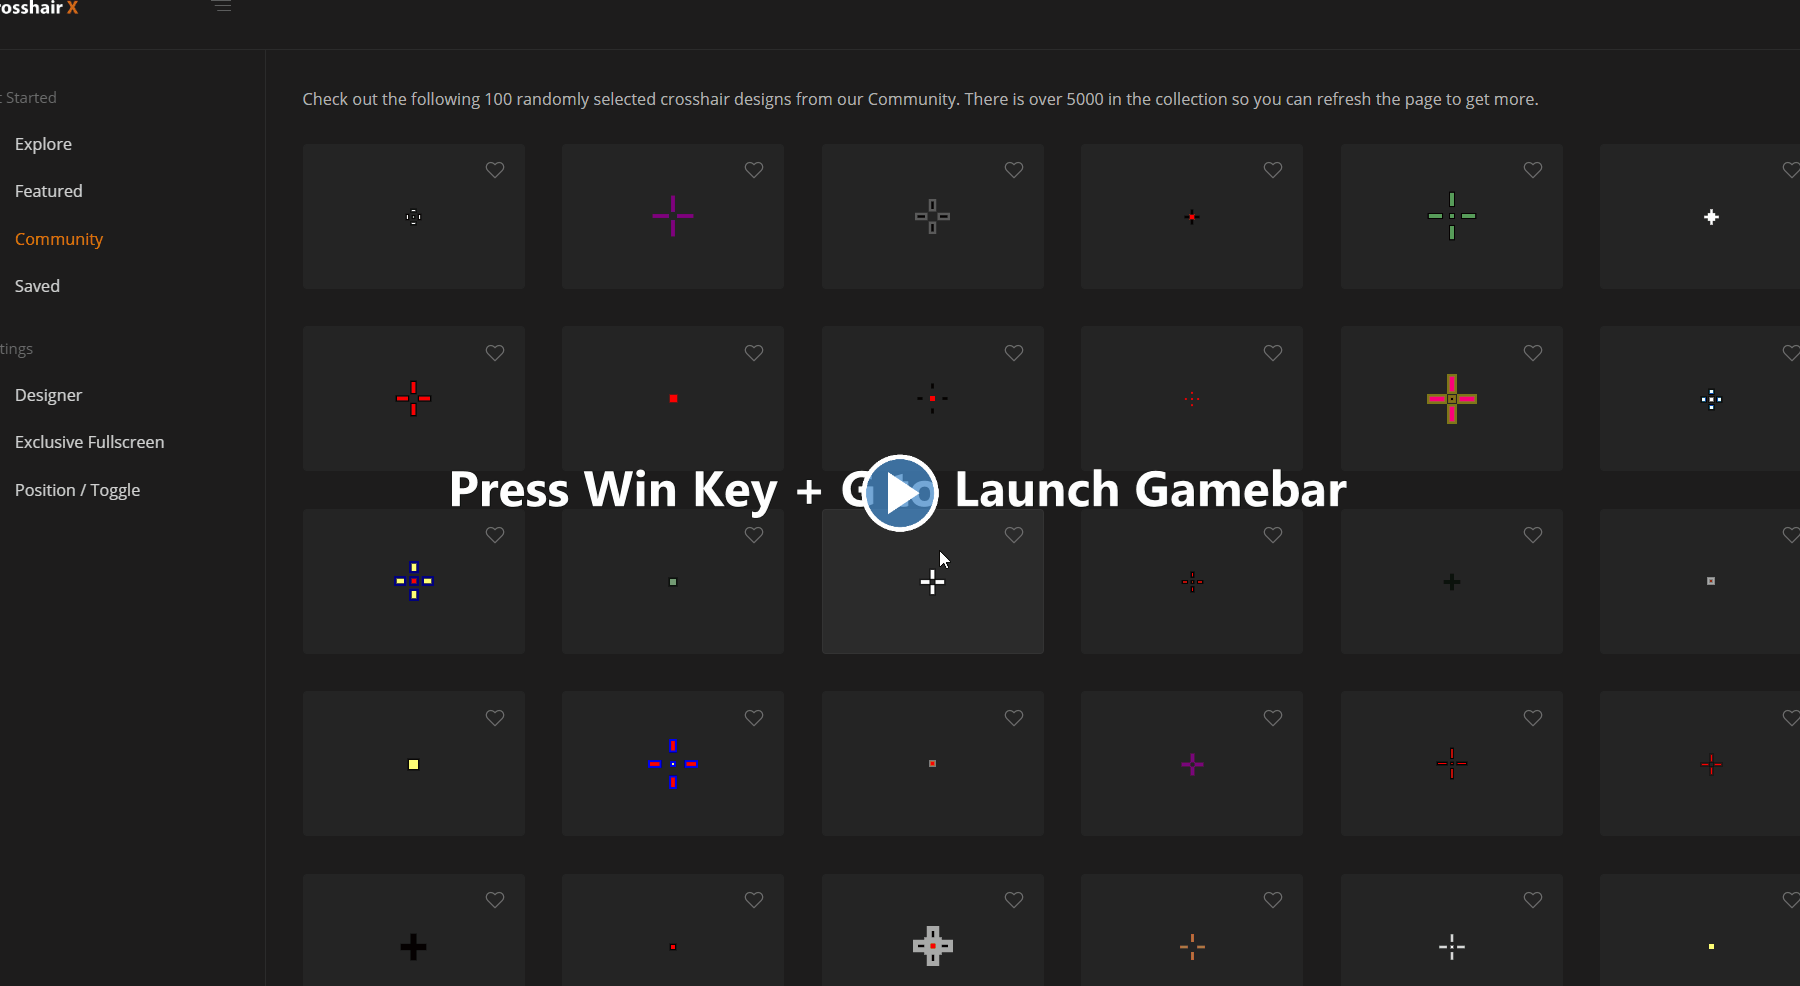 rosshair X
t Started
Explore
Featured
Community
Saved
tings
Designer
Exclusive Fullscreen
Position / Toggle
Check out the following 100 randomly selected crosshair designs from our Community. There is over 5000 in the collection so you can refresh the page to get more.
Press Win Key + G to Launch Gamebar